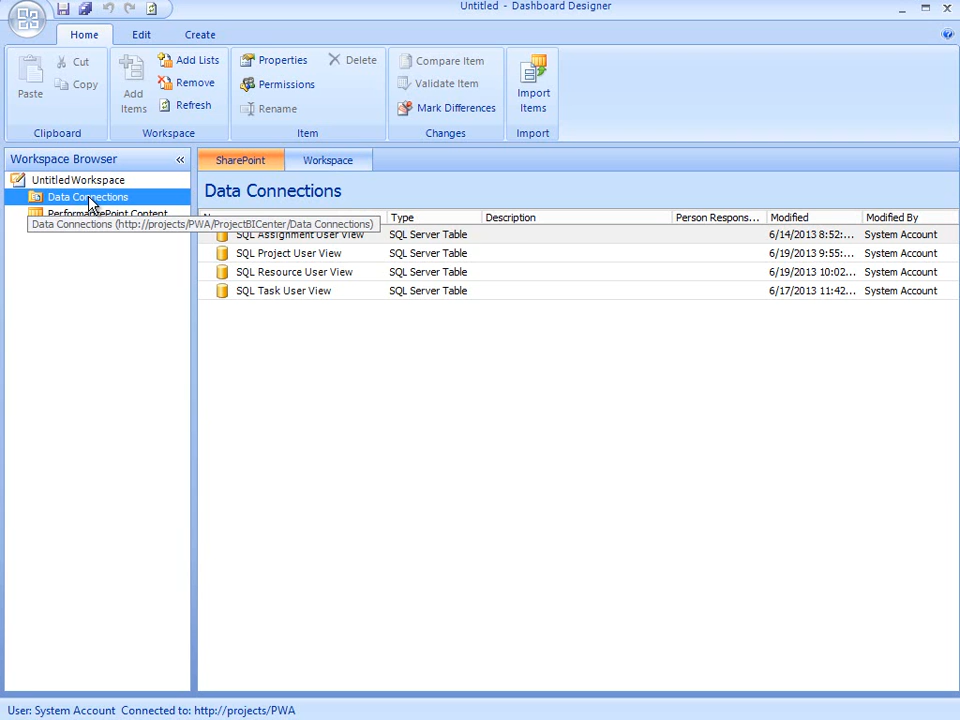 Untitled - Dashboard Designer
Home Edit Create
Paste Cut Copy
Clipboard
Add Items Add Lists Remove Refresh
Workspace
Properties Permissions Rename Delete
Item
Compare Item Validate Item Mark Differences
Changes
Import Items
Import
Workspace Browser «
Untitled Workspace
Data Connections
PerformancePoint Content
Data Connections (http://projects/PWA/ProjectBICenter/Data Connections)
SharePoint Workspace
Data Connections
Type Description Person Respons... Modified Modified By
SQL Assignment User View SQL Server Table 6/14/2013 8:52:... System Account
SQL Project User View SQL Server Table 6/19/2013 9:55:... System Account
SQL Resource User View SQL Server Table 6/19/2013 10:02... System Account
SQL Task User View SQL Server Table 6/17/2013 11:42... System Account
User: System Account Connected to: http://projects/PWA